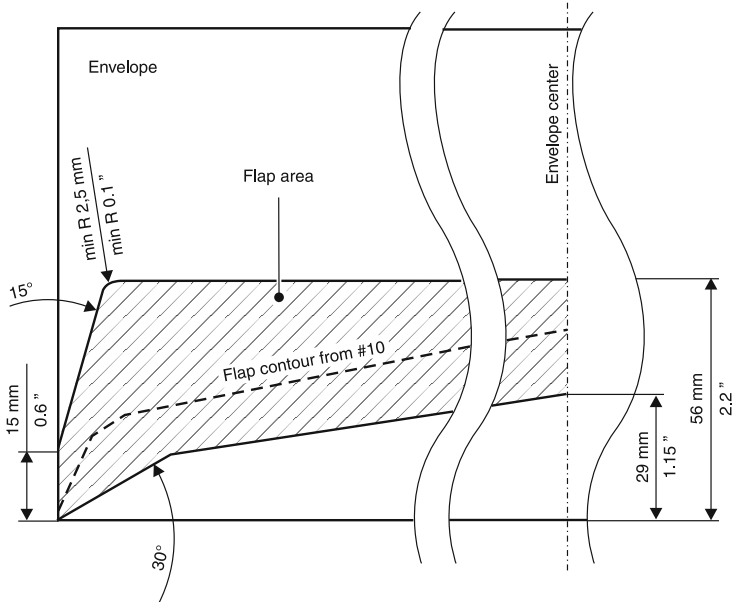 Envelope
Envelope center
min R 2,5 mm
min R 0.1 ”
Flap area
15°
Flap contour from #10
15 mm
0.6 ”
29 mm
1.15 ”
56 mm
2.2 ”
30°